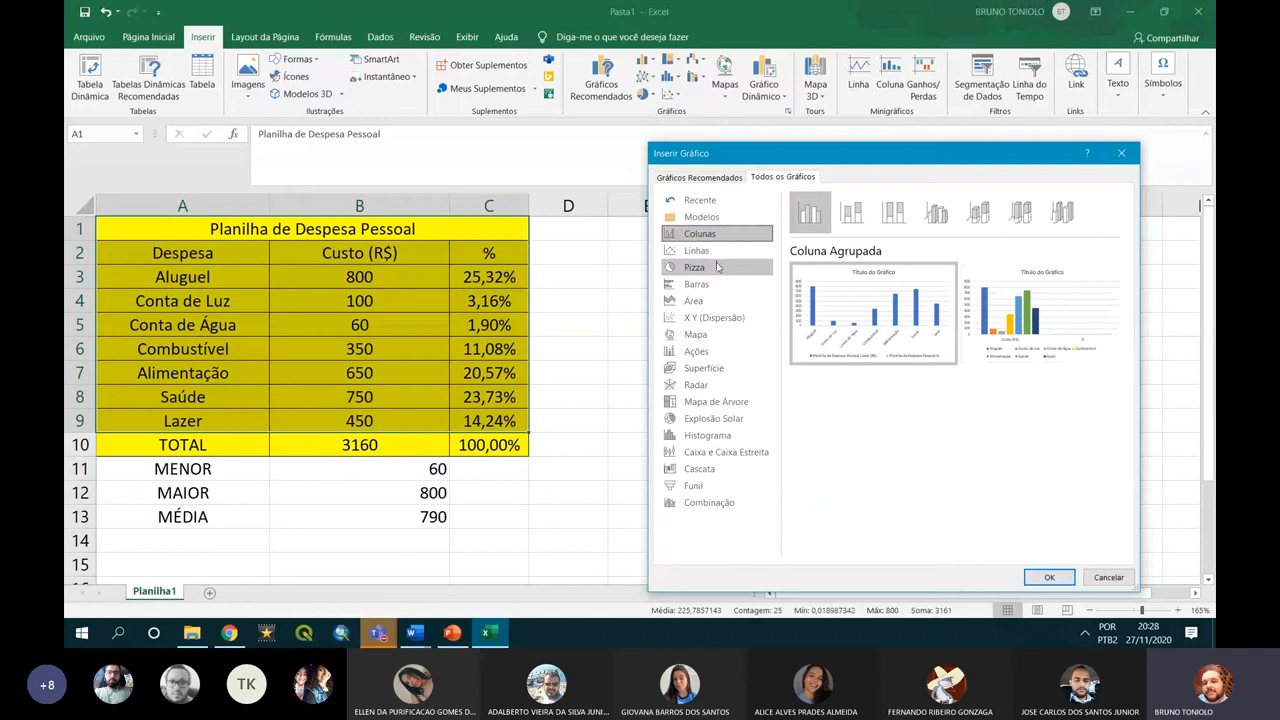 Pasta1 - Excel
BRUNO TONIOLO
BT
Arquivo
Página Inicial
Inserir
Layout da Página
Fórmulas
Dados
Revisão
Exibir
Ajuda
Diga-me o que você deseja fazer
Compartilhar
Tabela Dinâmica
Tabelas Dinâmicas Recomendadas
Tabela
Tabelas
Imagens
Formas
Ícones
Modelos 3D
SmartArt
Instantâneo
Ilustrações
Obter Suplementos
Meus Suplementos
Suplementos
Gráficos Recomendados
Mapas
Gráfico Dinâmico
Gráficos
Mapa 3D
Tours
Linha
Coluna
Ganhos/ Perdas
Minigráficos
Segmentação de Dados
Linha do Tempo
Filtros
Link
Links
Texto
Símbolos
A1
fx
Planilha de Despesa Pessoal
A B C D
1 Planilha de Despesa Pessoal
2 Despesa Custo (R$) %
3 Aluguel 800 25,32%
4 Conta de Luz 100 3,16%
5 Conta de Água 60 1,90%
6 Combustível 350 11,08%
7 Alimentação 650 20,57%
8 Saúde 750 23,73%
9 Lazer 450 14,24%
10 TOTAL 3160 100,00%
11 MENOR 60
12 MAIOR 800
13 MÉDIA 790
14
15
Planilha1
Inserir Gráfico
?
Gráficos Recomendados
Todos os Gráficos
Recente
Modelos
Colunas
Linhas
Pizza
Barras
Área
X Y (Dispersão)
Mapa
Ações
Superfície
Radar
Mapa de Árvore
Explosão Solar
Histograma
Caixa e Caixa Estreita
Cascata
Funil
Combinação
Coluna Agrupada
Título do Gráfico
Título do Gráfico
OK
Cancelar
Média: 225,7857143
Contagem: 25
Mín: 0,018987342
Máx: 800
Soma: 3161
165%
POR
PTB2
20:28
27/11/2020
+8
TK
ELLEN DA PURIFICACAO GOMES D...
ADALBERTO VIEIRA DA SILVA JUNI...
GIOVANA BARROS DOS SANTOS
ALICE ALVES PRADES ALMEIDA
FERNANDO RIBEIRO GONZAGA
JOSE CARLOS DOS SANTOS JUNIOR
BRUNO TONIOLO